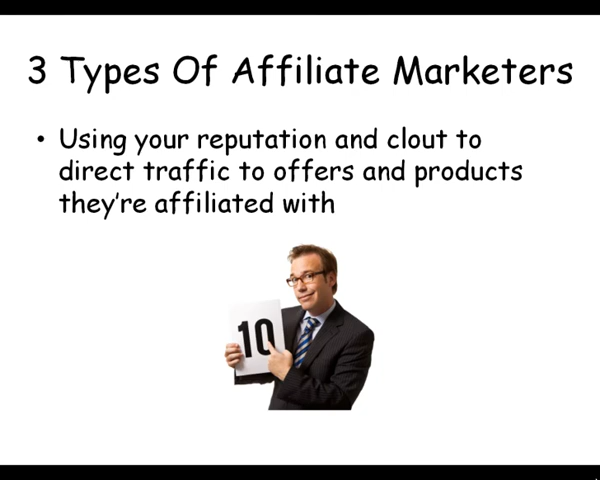 3 Types Of Affiliate Marketers
• Using your reputation and clout to
direct traffic to offers and products
they're affiliated with
10